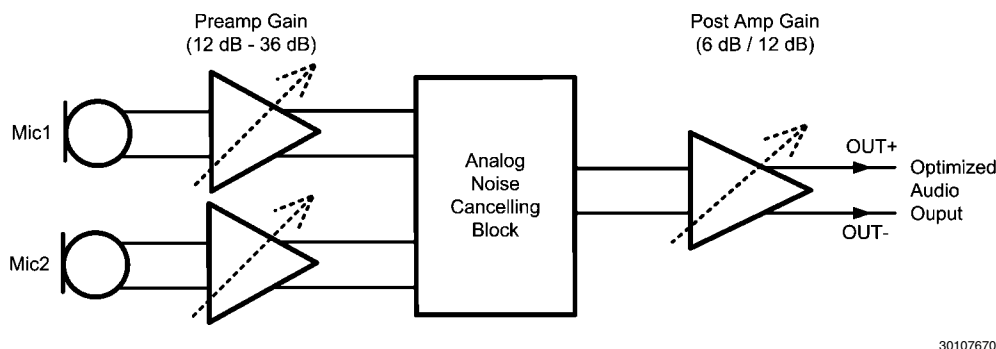 Preamp Gain
(12 dB - 36 dB)
Post Amp Gain
(6 dB / 12 dB)
Mic1
Mic2
Analog
Noise
Cancelling
Block
OUT+
OUT-
Optimized
Audio
Ouput
30107670